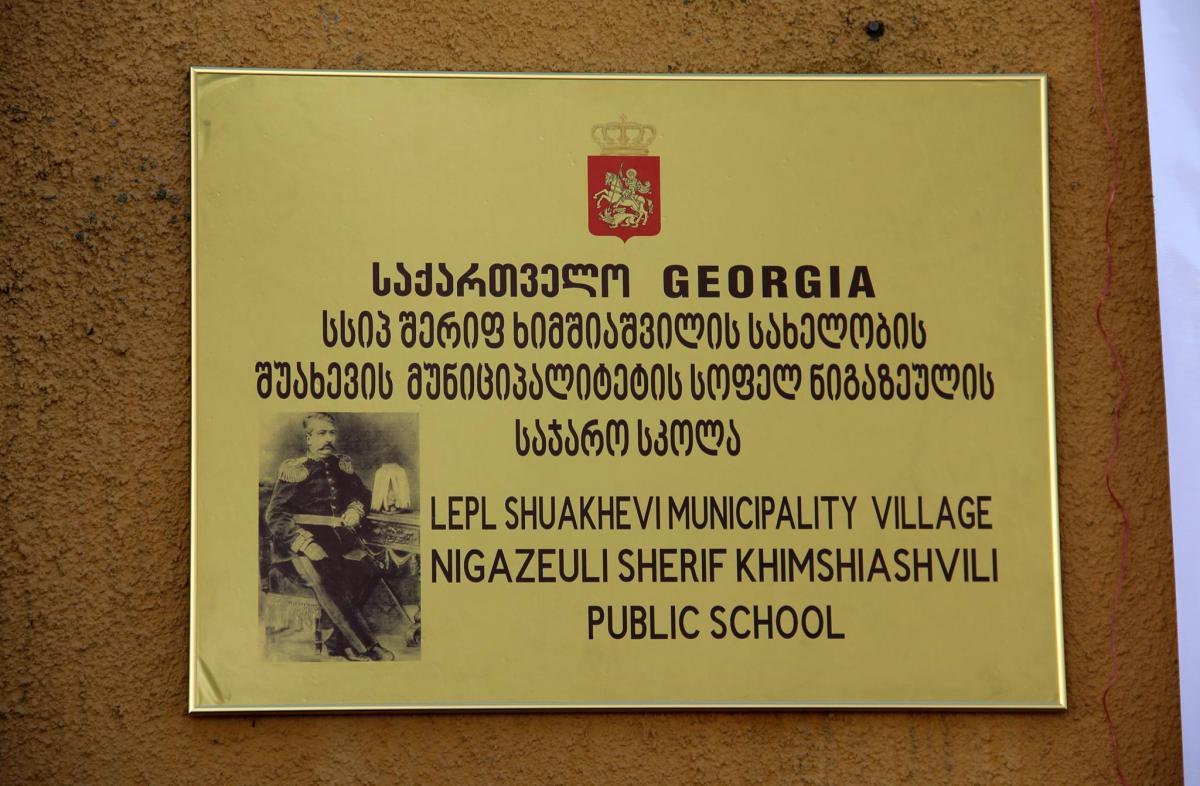 საქართველო GEORGIA
სსიპ შერიფ ხიმშიაშვილის სახელობის
შუახევის მუნიციპალიტეტის სოფელ ნიგაზეულის
საჯარო სკოლა
LEPL SHUAKHEVI MUNICIPALITY VILLAGE
NIGAZEULI SHERIF KHIMSHIASHVILI
PUBLIC SCHOOL